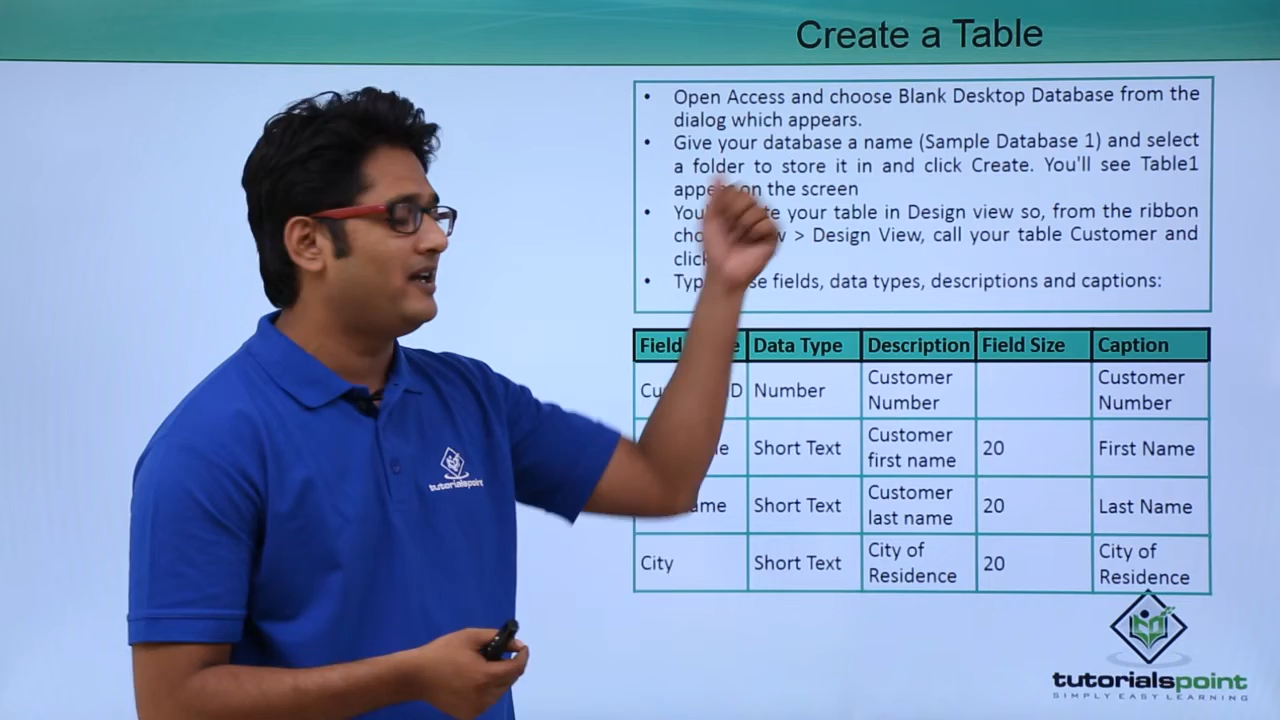 Create a Table
• Open Access and choose Blank Desktop Database from the
dialog which appears.
• Give your database a name (Sample Database 1) and select
a folder to store it in and click Create. You'll see Table1
on the screen
• your table in Design view so, from the ribbon
> Design View, call your table Customer and
click
• fields, data types, descriptions and captions:
Field Data Type Description Field Size Caption
Number Customer Number Customer Number
Short Text Customer first name 20 First Name
Short Text Customer last name 20 Last Name
City Short Text City of Residence 20 City of Residence
tutorialspoint
tutorialspoint
SIMPLY EASY LEARNING